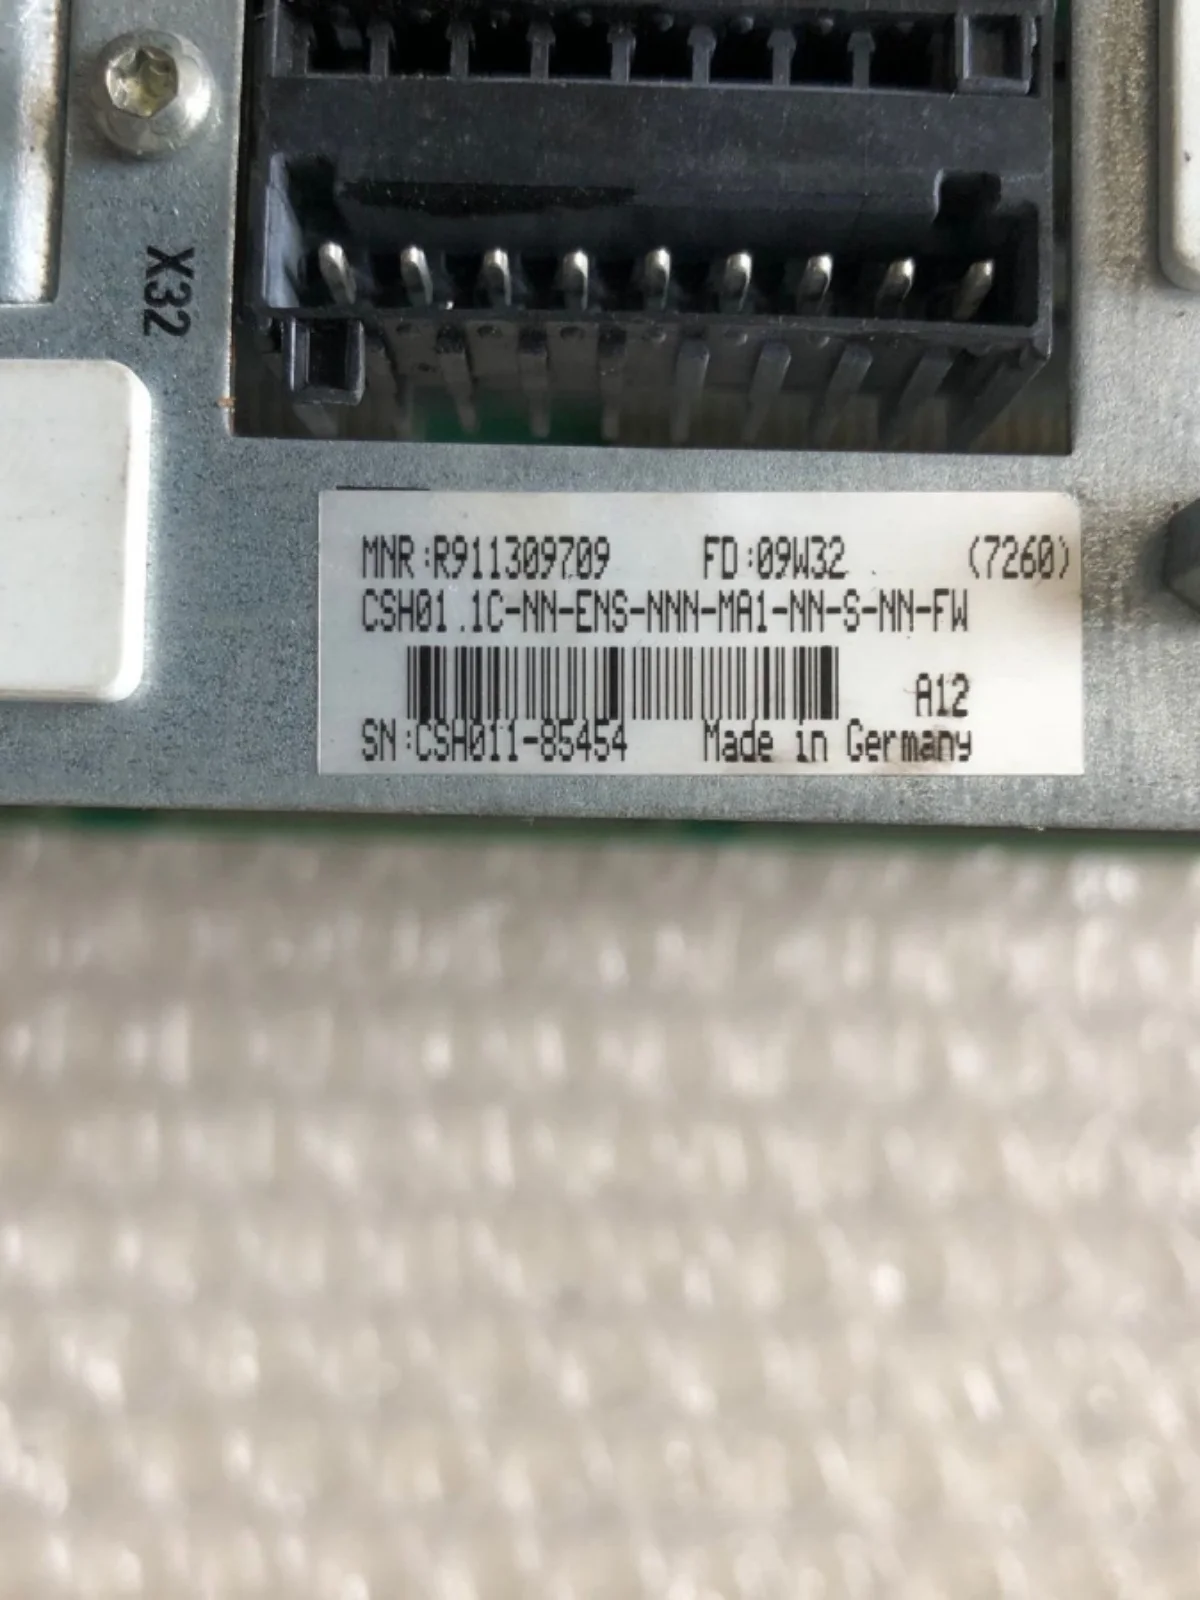 X32
MNR:R911309709 FD:09W32 (7260)
CSH01.1C-NN-ENS-NNN-MA1-NN-S-NN-FW
A12
SN:CSH011-85454 Made in Germany